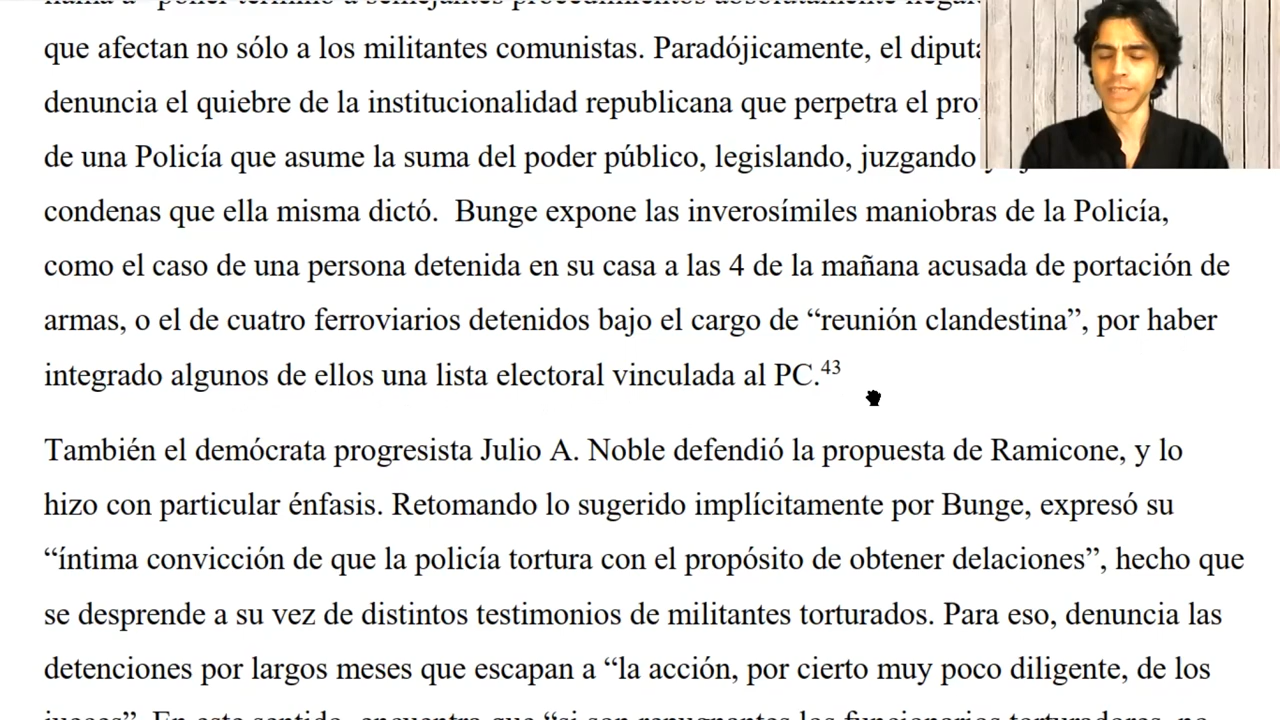 que afectan no sólo a los militantes comunistas. Paradójicamente, el
denuncia el quiebre de la institucionalidad republicana que perpetra el
de una Policía que asume la suma del poder público, legislando, juzgando
condenas que ella misma dictó. Bunge expone las inverosímiles maniobras de la Policía,
como el caso de una persona detenida en su casa a las 4 de la mañana acusada de portación de
armas, o el de cuatro ferroviarios detenidos bajo el cargo de “reunión clandestina”, por haber
integrado algunos de ellos una lista electoral vinculada al PC.43
También el demócrata progresista Julio A. Noble defendió la propuesta de Ramicone, y lo
hizo con particular énfasis. Retomando lo sugerido implícitamente por Bunge, expresó su
“íntima convicción de que la policía tortura con el propósito de obtener delaciones”, hecho que
se desprende a su vez de distintos testimonios de militantes torturados. Para eso, denuncia las
detenciones por largos meses que escapan a “la acción, por cierto muy poco diligente, de los